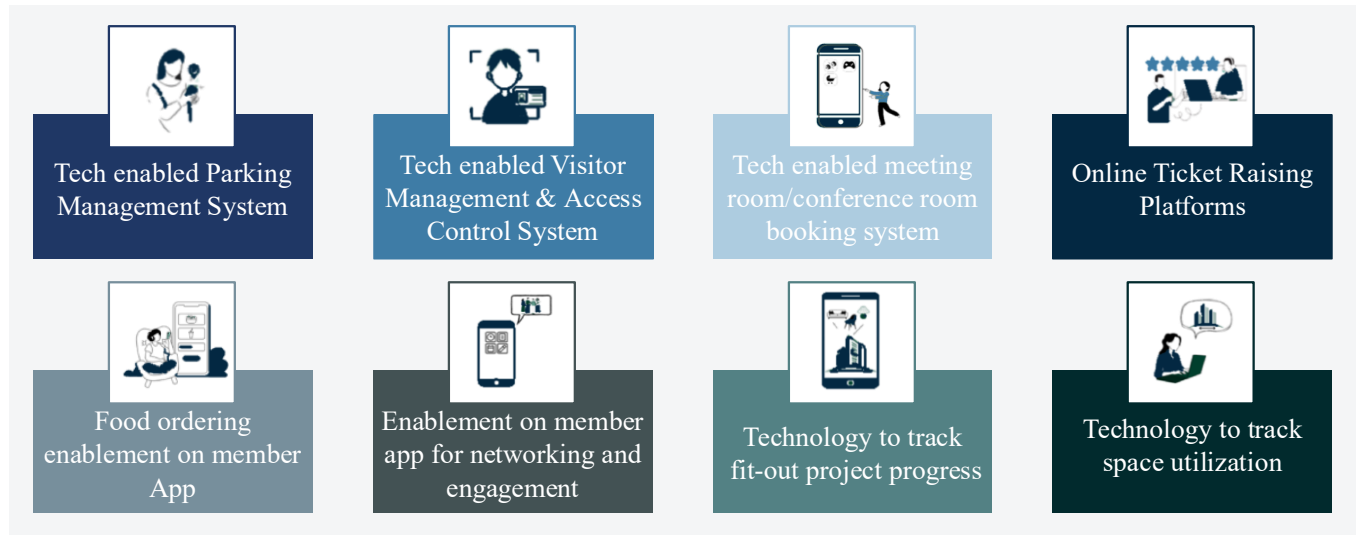 Tech enabled Parking
Management System
Tech enabled Visitor
Management & Access
Control System
Tech enabled meeting
room/conference room
booking system
Online Ticket Raising
Platforms
Food ordering
enablement on member
App
Enablement on member
app for networking and
engagement
Technology to track
fit-out project progress
Technology to track
space utilization